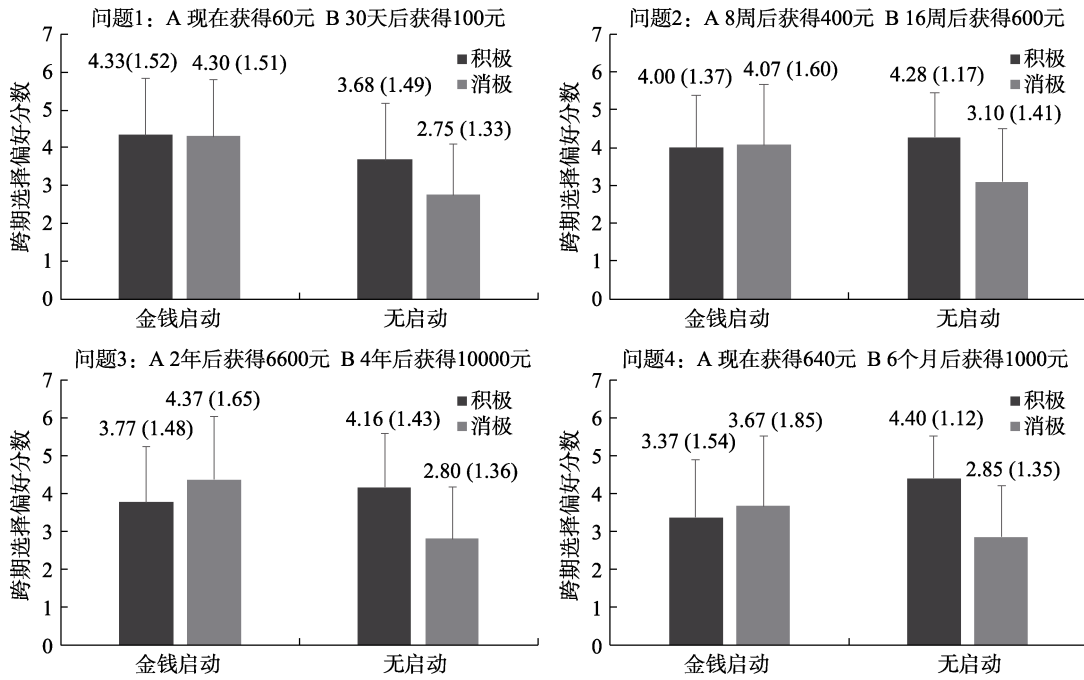 问题1：A 现在获得60元 B 30天后获得100元
跨期选择偏好分数
7
6
5
4
3
2
1
0
4.33(1.52)
4.30 (1.51)
3.68 (1.49)
2.75 (1.33)
积极
消极
金钱启动
无启动
问题2：A 8周后获得400元 B 16周后获得600元
跨期选择偏好分数
7
6
5
4
3
2
1
0
4.00 (1.37)
4.07 (1.60)
4.28 (1.17)
3.10 (1.41)
积极
消极
金钱启动
无启动
问题3：A 2年后获得6600元 B 4年后获得10000元
跨期选择偏好分数
7
6
5
4
3
2
1
0
3.77 (1.48)
4.37 (1.65)
4.16 (1.43)
2.80 (1.36)
积极
消极
金钱启动
无启动
问题4：A 现在获得640元 B 6个月后获得1000元
跨期选择偏好分数
7
6
5
4
3
2
1
0
3.37 (1.54)
3.67 (1.85)
4.40 (1.12)
2.85 (1.35)
积极
消极
金钱启动
无启动